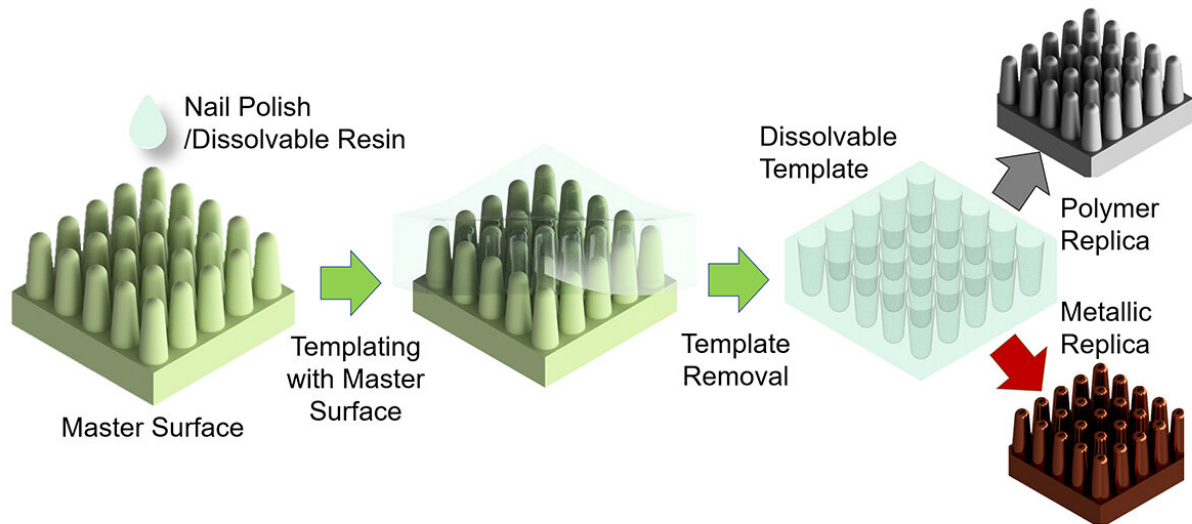 Nail Polish
/Dissolvable Resin
Master Surface
Templating
with Master
Surface
Template
Removal
Dissolvable
Template
Polymer
Replica
Metallic
Replica